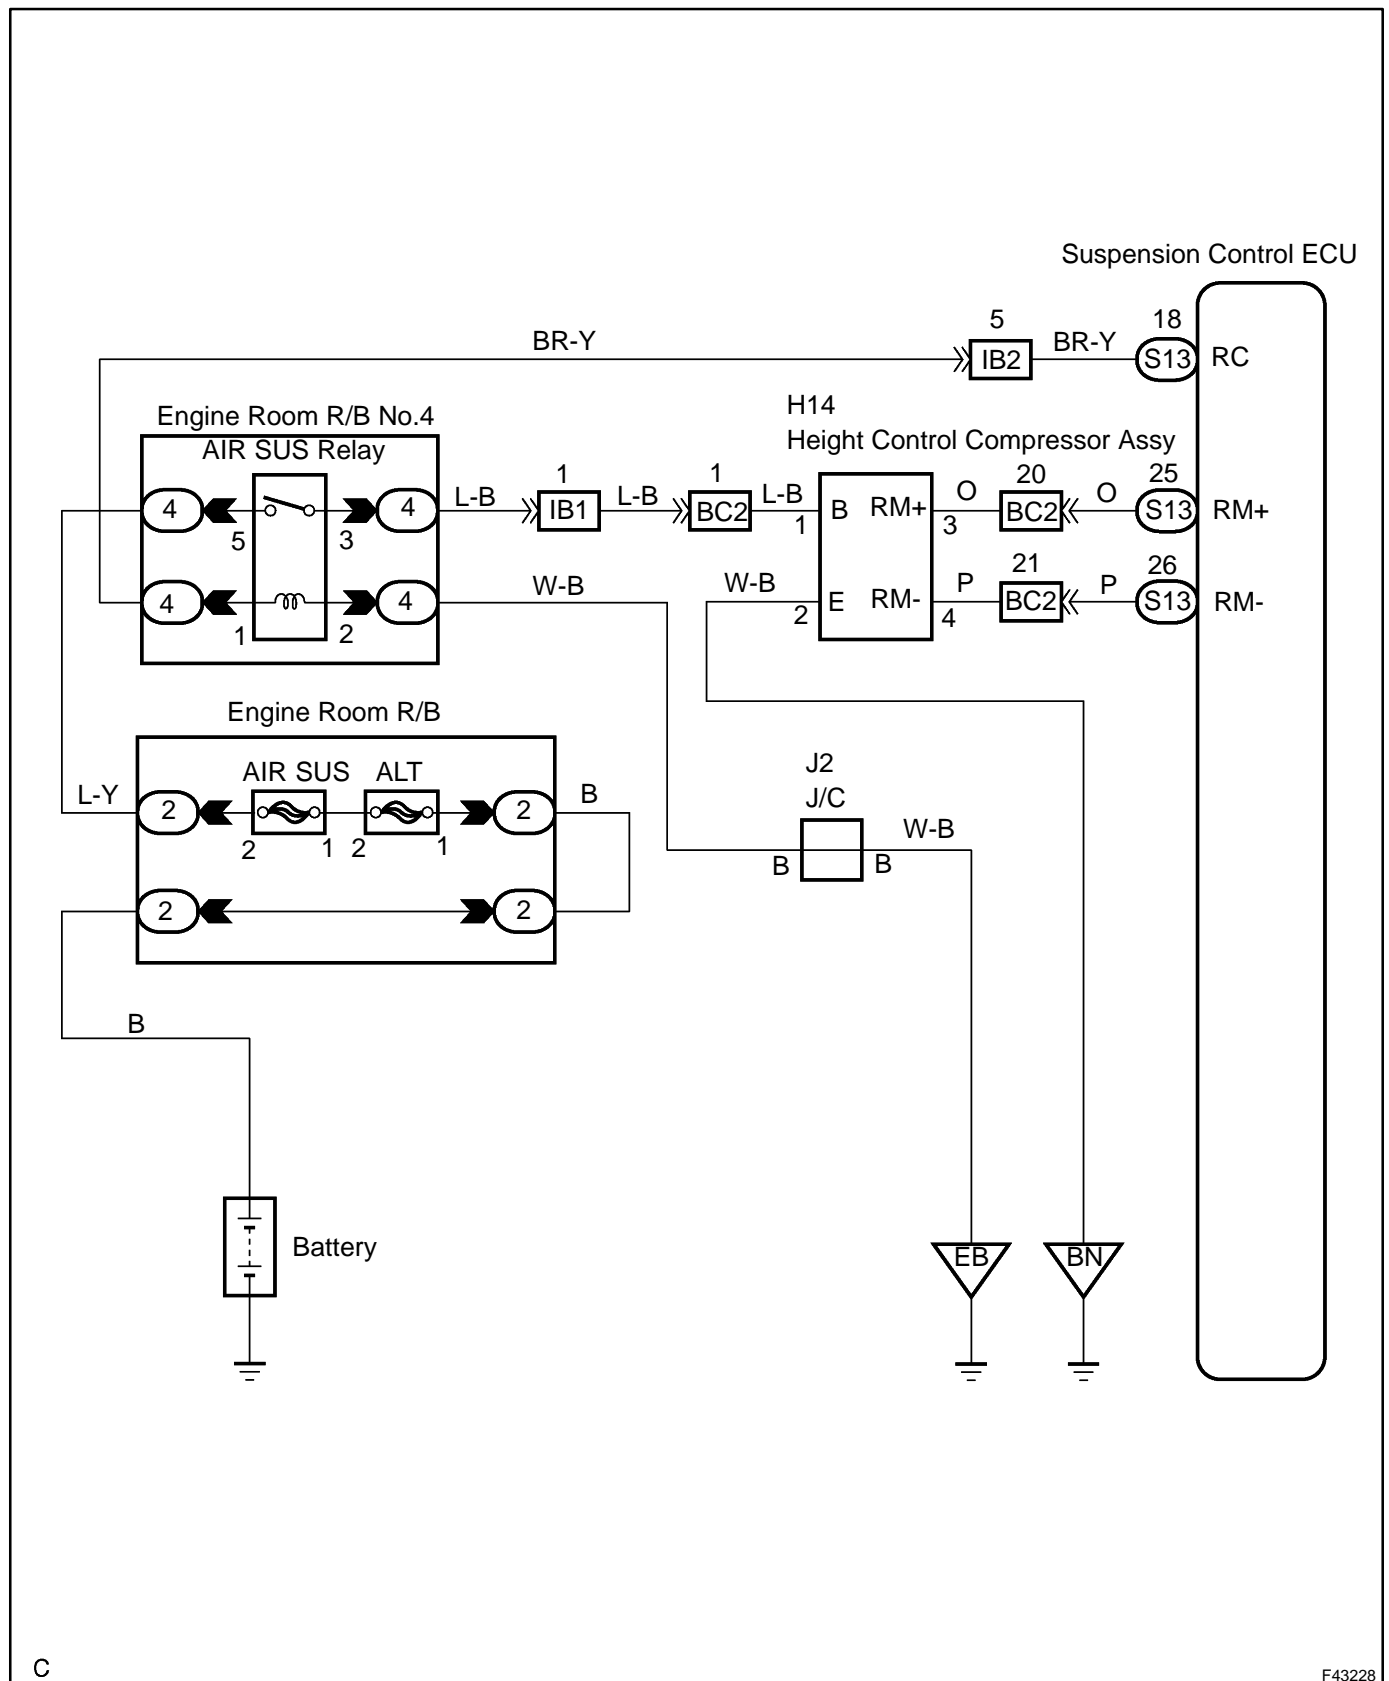 Suspension Control ECU
5
18
BR-Y
IB2
BR-Y
S13
RC
H14
Height Control Compressor Assy
Engine Room R/B No.4
AIR SUS Relay
4
5
3
4
L-B
1
IB1
L-B
1
BC2
L-B
1
B
RM+
3
O
20
BC2
O
25
S13
RM+
4
1
2
4
W-B
W-B
2
E
RM-
4
P
21
BC2
P
26
S13
RM-
Engine Room R/B
AIR SUS
ALT
L-Y
2
2
1
2
1
2
B
J2
J/C
B
B
W-B
2
2
B
Battery
EB
BN
C
F43228